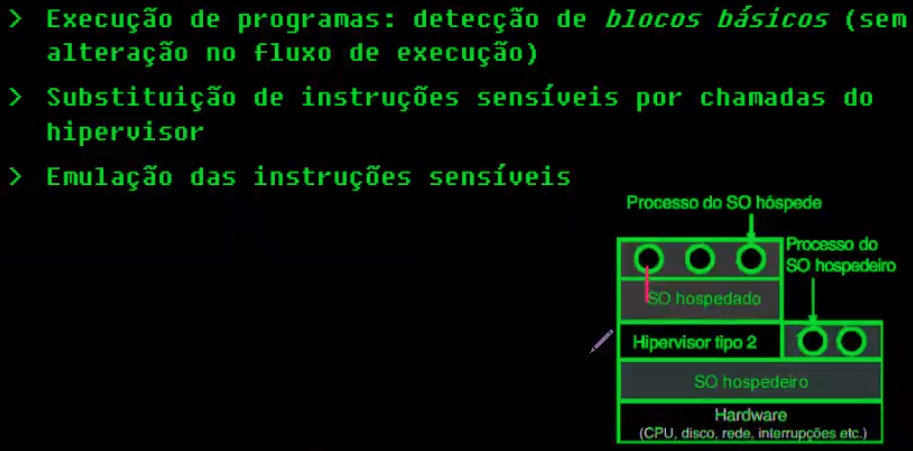 > Execução de programas: detecção de blocos básicos (sem
alteração no fluxo de execução)
> Substituição de instruções sensíveis por chamadas do
hipervisor
> Emulação das instruções sensíveis
Processo do SO hóspede
Processo do
SO hospedeiro
SO hospedado
Hipervisor tipo 2
SO hospedeiro
Hardware
(CPU, disco, rede, interrupções etc.)